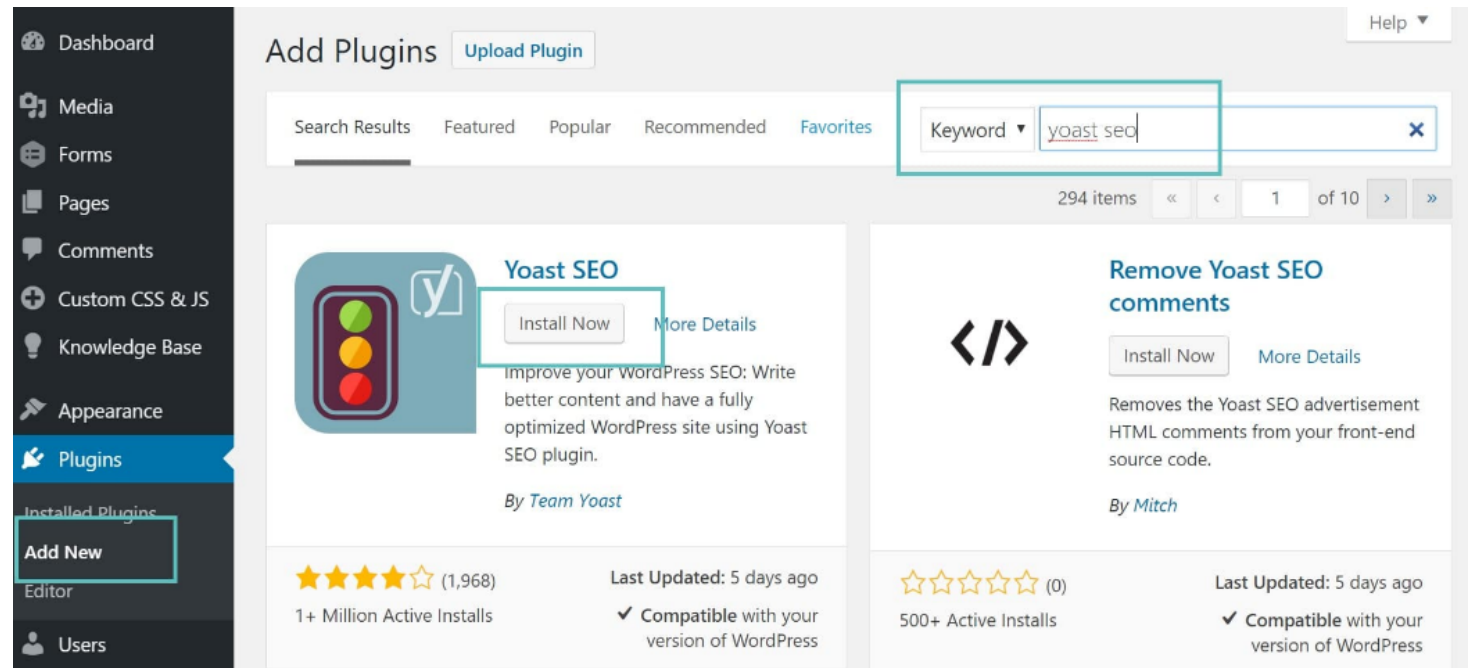 Help ▼
Dashboard
Media
Forms
Pages
Comments
Custom CSS & JS
Knowledge Base
Appearance
Plugins
Installed Plugins
Add New
Editor
Users
Add Plugins Upload Plugin
Search Results Featured Popular Recommended Favorites Keyword ▼ yoast seo ×
294 items « ‹ 1 of 10 › »
y
Yoast SEO
Install Now More Details
Improve your WordPress SEO: Write
better content and have a fully
optimized WordPress site using Yoast
SEO plugin.
By Team Yoast
(1,968)
1+ Million Active Installs
Last Updated: 5 days ago
✔ Compatible with your
version of WordPress
</>
Remove Yoast SEO
comments
Install Now More Details
Removes the Yoast SEO advertisement
HTML comments from your front-end
source code.
By Mitch
(0)
500+ Active Installs
Last Updated: 5 days ago
✔ Compatible with your
version of WordPress